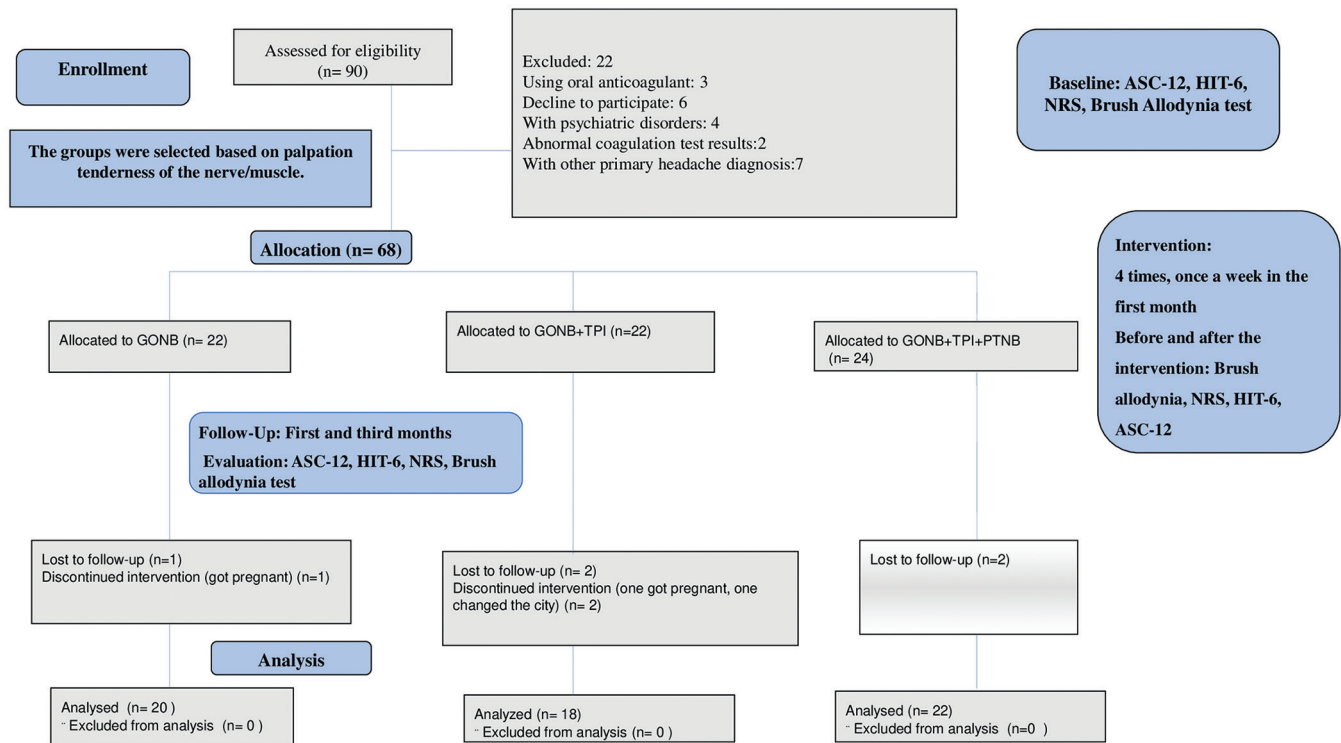 Enrollment
Assessed for eligibility
(n= 90)
Excluded: 22
Using oral anticoagulant: 3
Decline to participate: 6
With psychiatric disorders: 4
Abnormal coagulation test results:2
With other primary headache diagnosis:7
Baseline: ASC-12, HIT-6,
NRS, Brush Allodynia test
The groups were selected based on palpation
tenderness of the nerve/muscle.
Allocation (n= 68)
Intervention:
4 times, once a week in the
first month
Before and after the
intervention: Brush
allodynia, NRS, HIT-6,
ASC-12
Allocated to GONB (n= 22)
Allocated to GONB+TPI (n=22)
Allocated to GONB+TPI+PTNB
(n= 24)
Follow-Up: First and third months
Evaluation: ASC-12, HIT-6, NRS, Brush
allodynia test
Lost to follow-up (n=1)
Discontinued intervention (got pregnant) (n=1)
Lost to follow-up (n= 2)
Discontinued intervention (one got pregnant, one
changed the city) (n= 2)
Lost to follow-up (n=2)
Analysis
Analysed (n= 20 )
¨ Excluded from analysis (n= 0 )
Analyzed (n= 18)
¨ Excluded from analysis (n= 0 )
Analysed (n= 22)
¨ Excluded from analysis (n=0 )